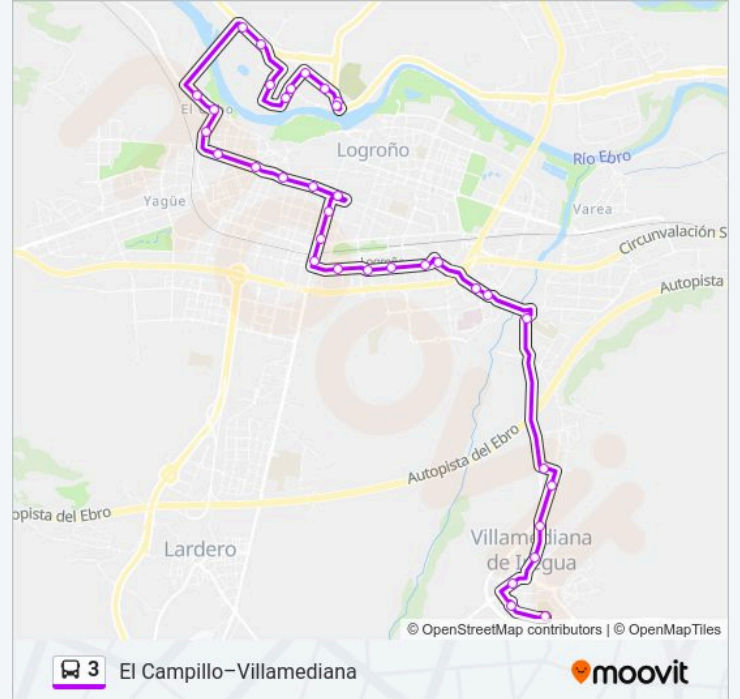 Logroño
Río Ebro
Yagüe
Varea
Circunvalación S
Autopista
Autopista del Ebro
opista del Ebro
Villamediana
de Iregua
Lardero
© OpenStreetMap contributors | © OpenMapTiles
3 El Campillo–Villamediana
moovit